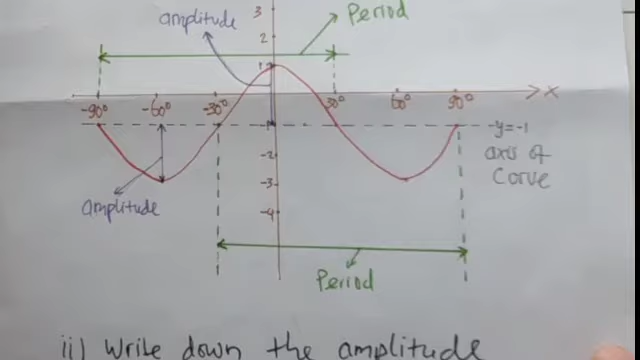 3
amplitude
Period
2
1
-90°
-60°
-30°
30°
60°
90°
x
-1
y=-1
axis of
Corve
-2
-3
amplitude
-4
Period
ii) Write down the amplitude